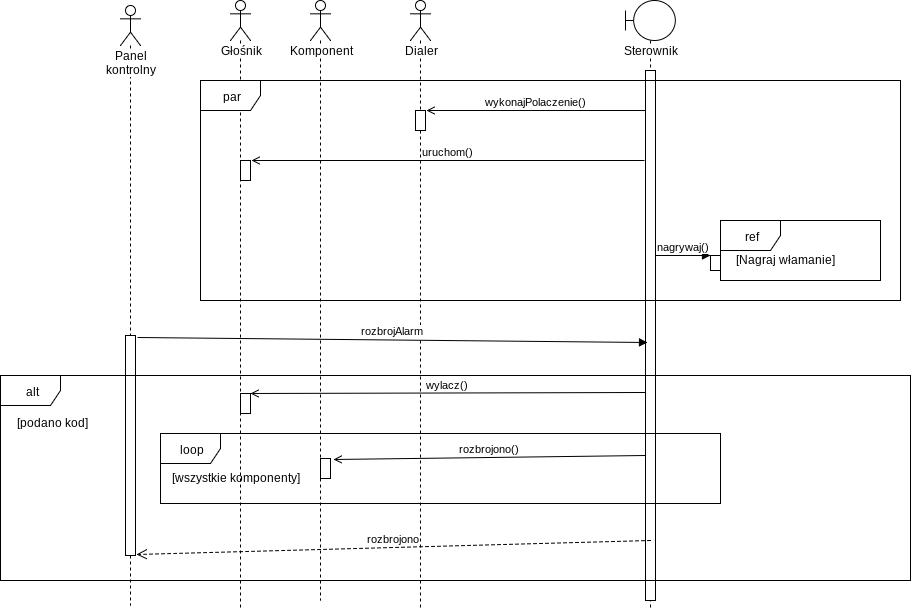 Panel
kontrolny
Głośnik
Komponent
Dialer
Sterownik
par
wykonajPolaczenie()
uruchom()
ref
nagrywaj()
[Nagraj włamanie]
rozbrojAlarm
alt
wylacz()
[podano kod]
loop
rozbrojono()
[wszystkie komponenty]
rozbrojono